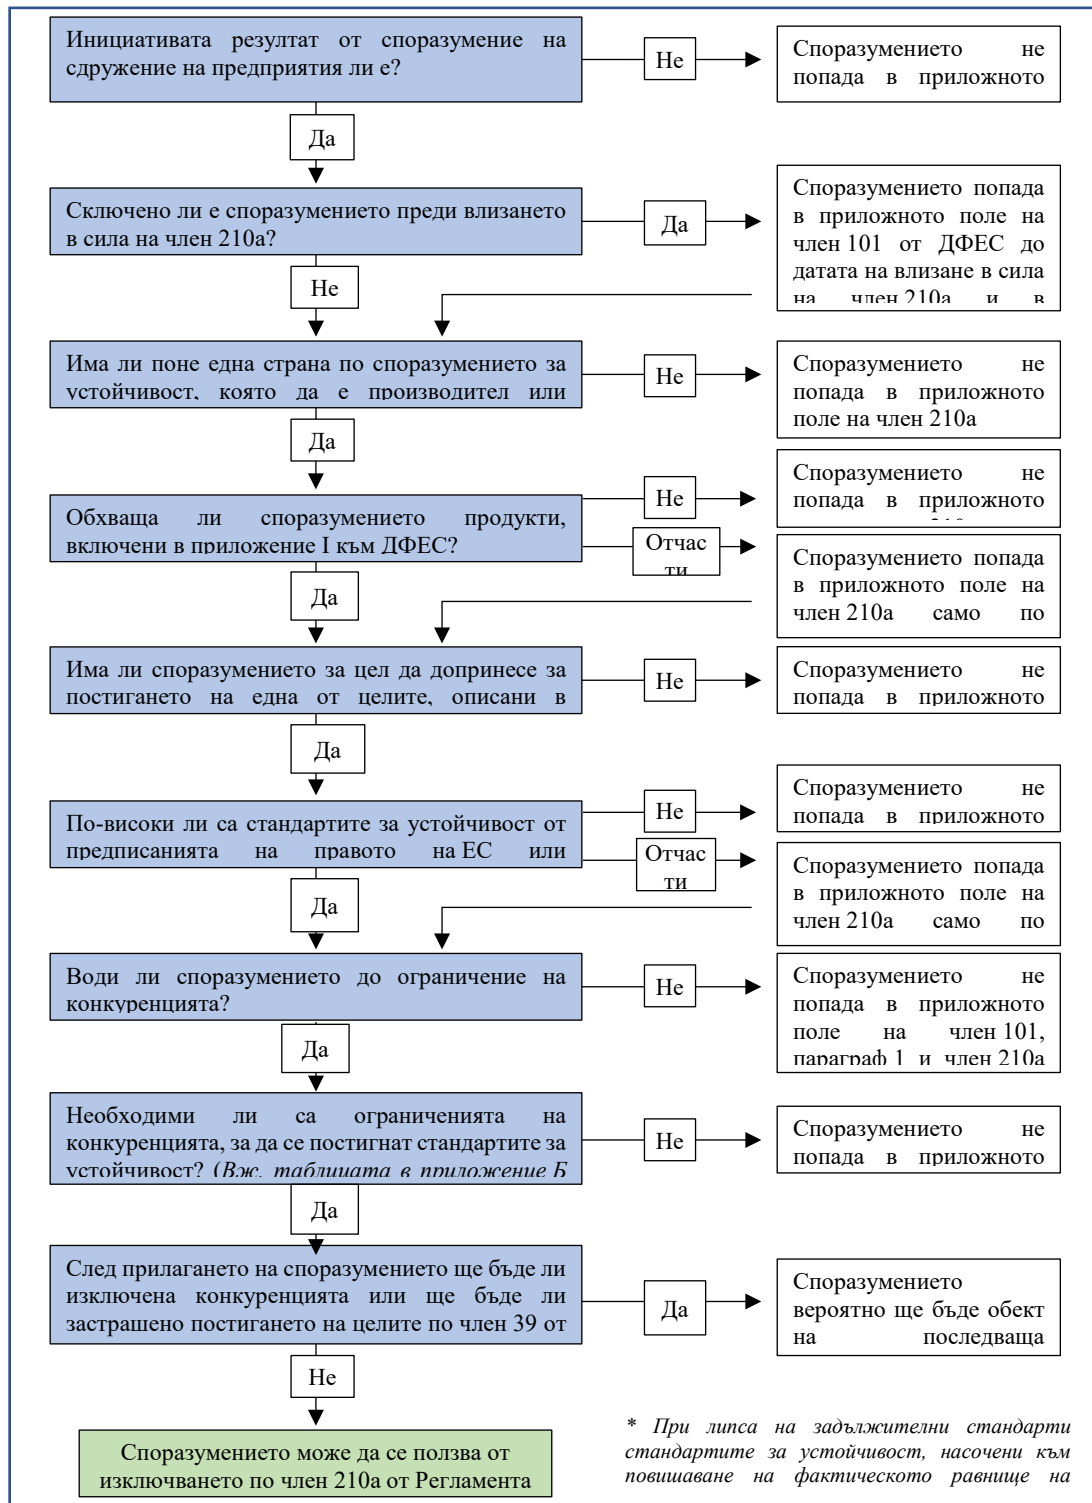 Инициативата резултат от споразумение на
сдружение на предприятия ли е?
Не
Споразумението не
попада в приложното
Да
Сключено ли е споразумението преди влизането
в сила на член 210а?
Да
Споразумението попада
в приложното поле на
член 101 от ДФЕС до
датата на влизане в сила
на член 210а и в
Не
Има ли поне една страна по споразумението за
устойчивост, която да е производител или
Не
Споразумението не
попада в приложното
поле на член 210а
Да
Обхваща ли споразумението продукти,
включени в приложение I към ДФЕС?
Не
Споразумението не
попада в приложното
Отчас
ти
Споразумението попада
в приложното поле на
член 210а само по
Да
Има ли споразумението за цел да допринесе за
постигането на една от целите, описани в
Не
Споразумението не
попада в приложното
Да
По-високи ли са стандартите за устойчивост от
предписанията на правото на ЕС или
Не
Споразумението не
попада в приложното
Отчас
ти
Споразумението попада
в приложното поле на
член 210а само по
Да
Води ли споразумението до ограничение на
конкуренцията?
Не
Споразумението не
попада в приложното
поле на член 101,
параграф 1 и член 210а
Да
Необходими ли са ограниченията на
конкуренцията, за да се постигнат стандартите за
устойчивост? (Вж. таблицата в приложение Б
Не
Споразумението не
попада в приложното
Да
След прилагането на споразумението ще бъде ли
изключена конкуренцията или ще бъде ли
застрашено постигането на целите по член 39 от
Да
Споразумението
вероятно ще бъде обект
на последваща
Не
Споразумението може да се ползва от
изключването по член 210а от Регламента
* При липса на задължителни стандарти
стандартите за устойчивост, насочени към
повишаване на фактическото равнище на